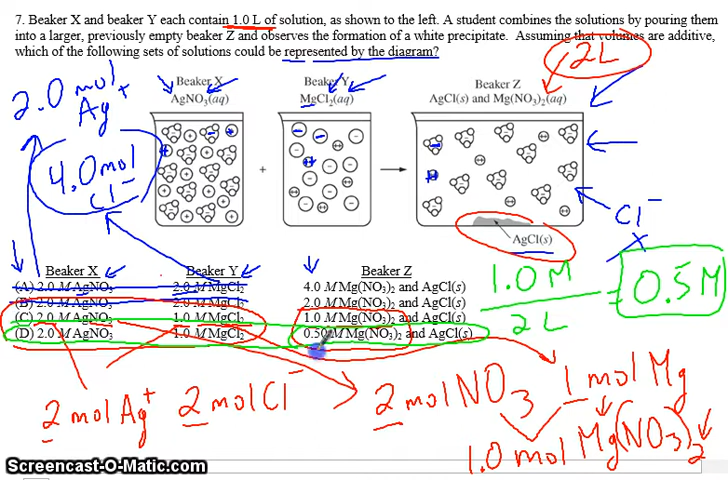 7. Beaker X and beaker Y each contain 1.0 L of solution, as shown to the left. A student combines the solutions by pouring them
into a larger, previously empty beaker Z and observes the formation of a white precipitate. Assuming that volumes are additive,
which of the following sets of solutions could be represented by the diagram?
2L
Beaker X Beaker Y Beaker Z
AgNO₃(aq) MgCl₂(aq) AgCl(s) and Mg(NO₃)₂(aq)
2.0 mol
Ag⁺
4.0 mol
Cl⁻
+
Cl⁻
AgCl(s)
Beaker X Beaker Y Beaker Z
(A) 2.0 M AgNO₃ 2.0 M MgCl₂ 4.0 M Mg(NO₃)₂ and AgCl(s)
(B) 2.0 M AgNO₃ 2.0 M MgCl₂ 2.0 M Mg(NO₃)₂ and AgCl(s)
(C) 2.0 M AgNO₃ 1.0 M MgCl₂ 1.0 M Mg(NO₃)₂ and AgCl(s)
(D) 2.0 M AgNO₃ 1.0 M MgCl₂ 0.50 M Mg(NO₃)₂ and AgCl(s)
1.0 M
2L
= 0.5 M
2 mol Ag⁺ 2 mol Cl⁻ 2 mol NO₃ 1 mol Mg
1.0 mol Mg(NO₃)₂
Screencast-O-Matic.com